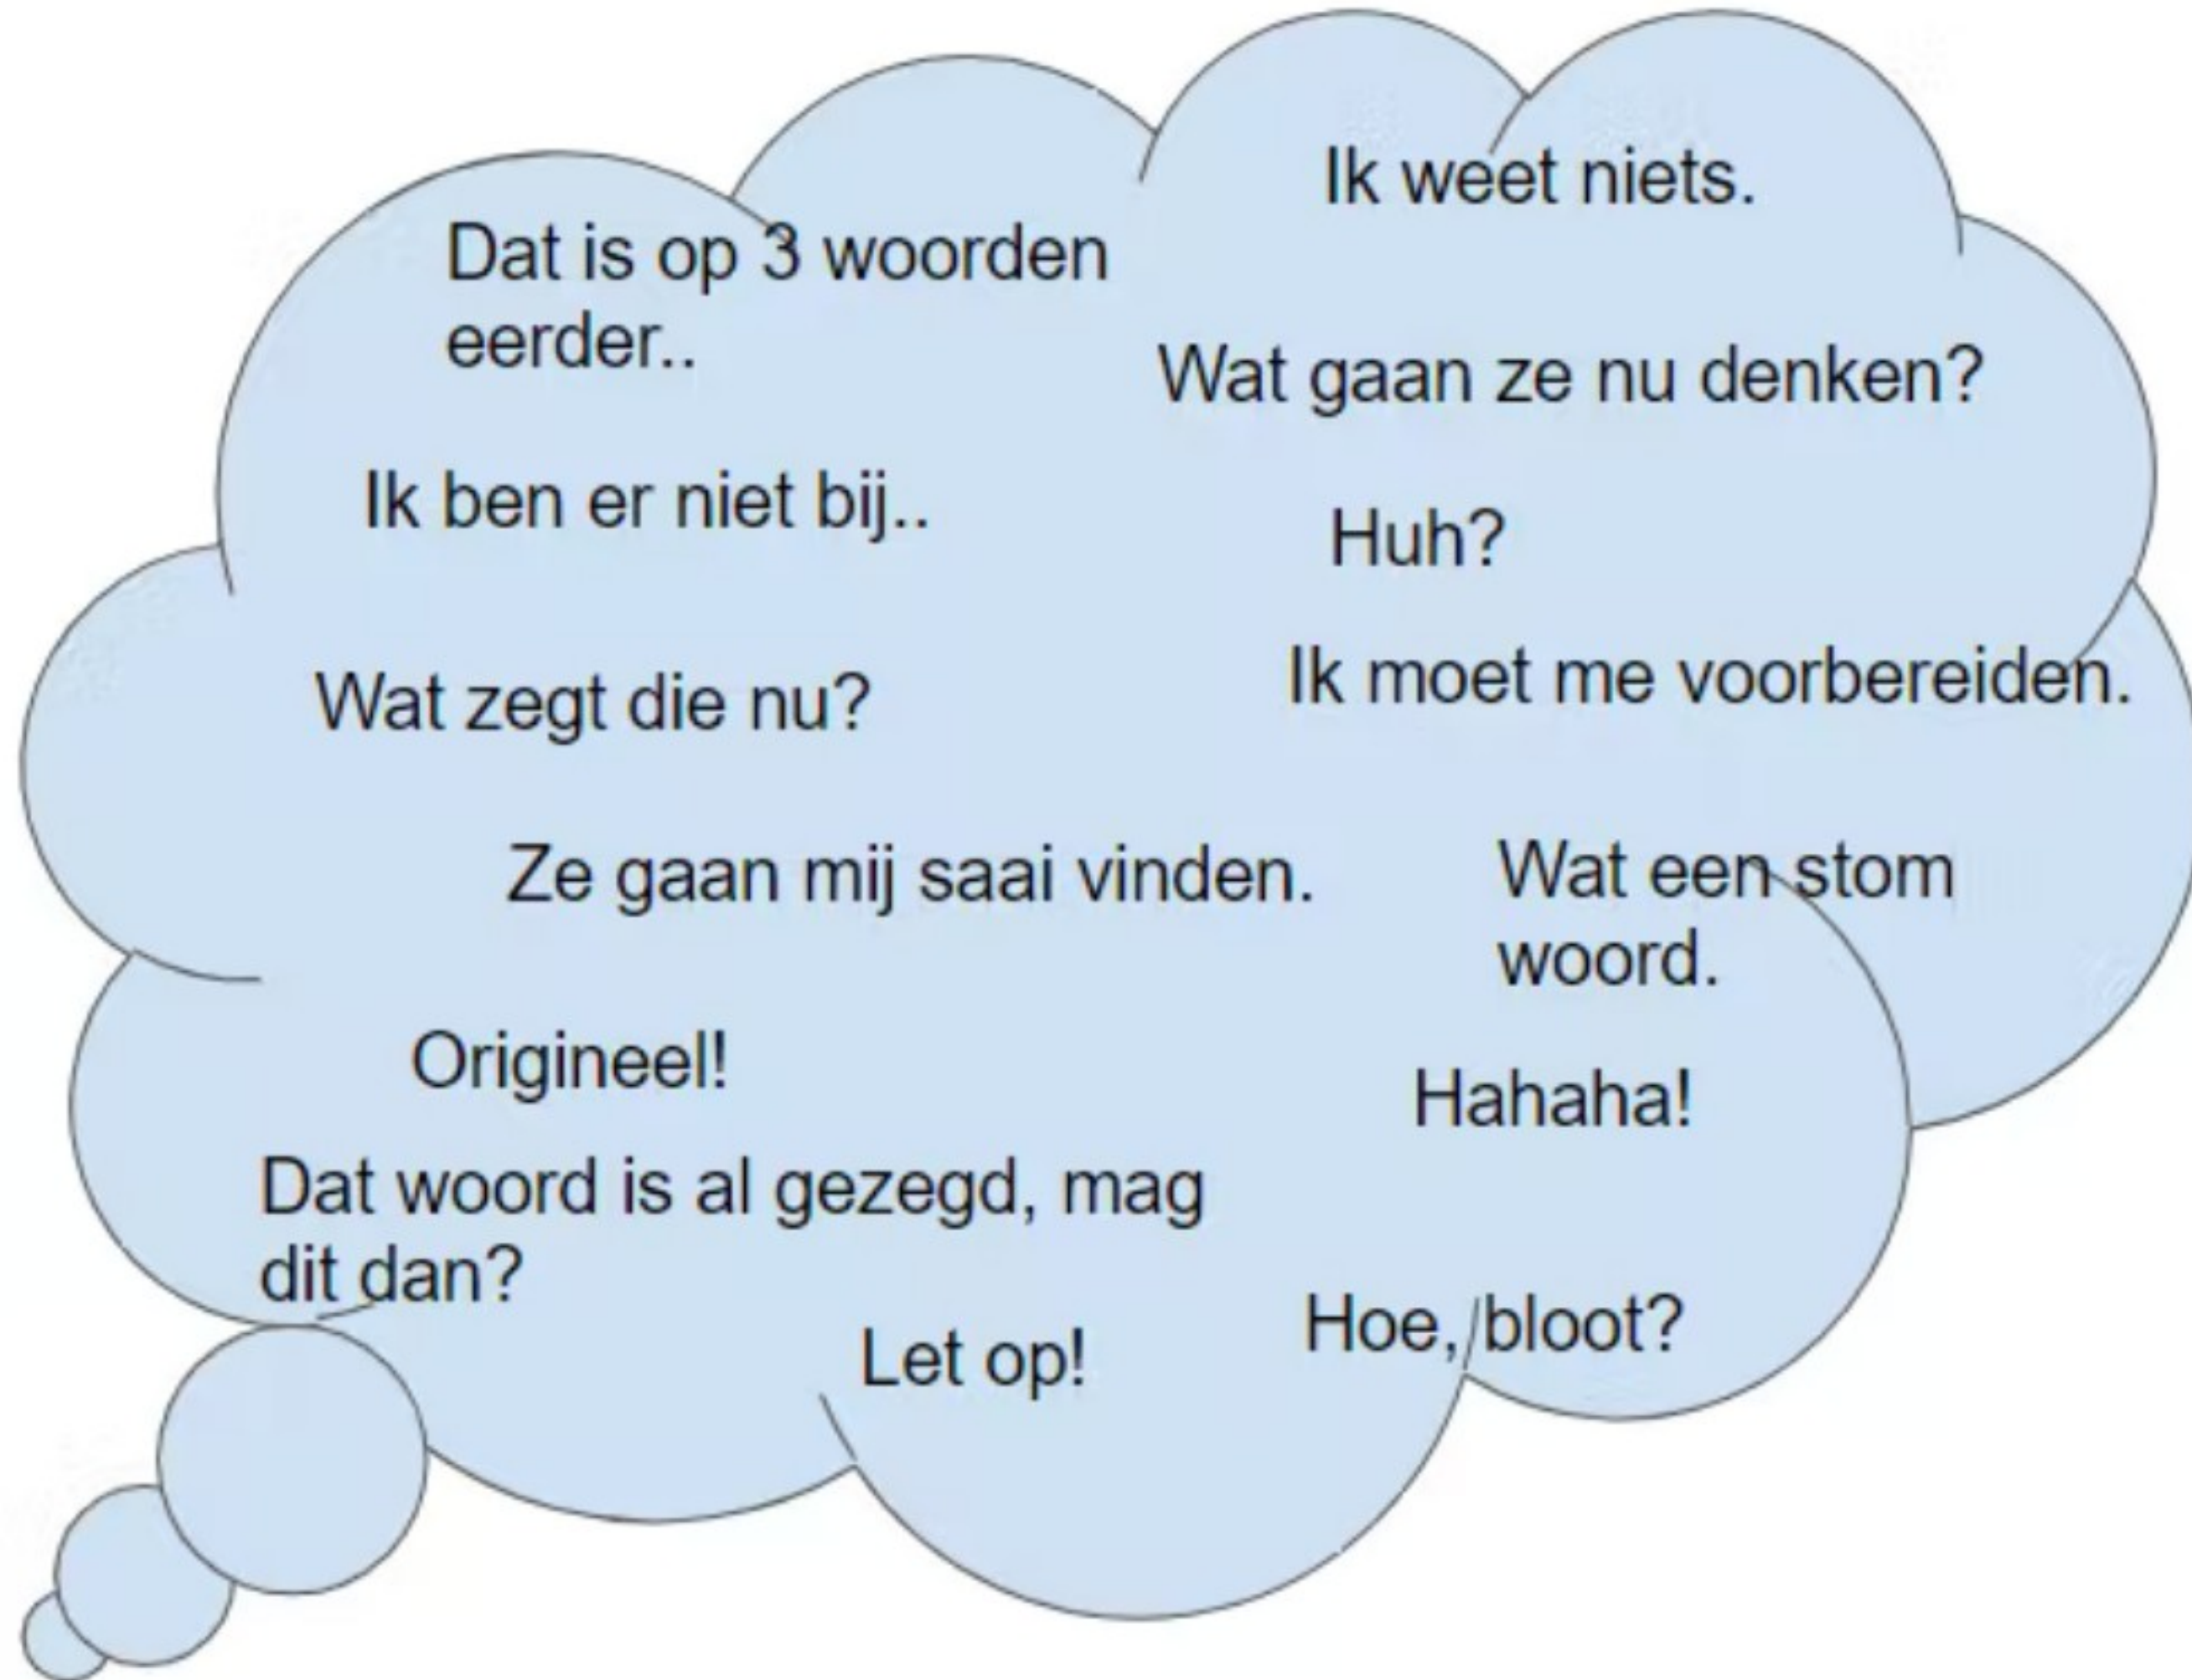 Ik weet niets.
Dat is op 3 woorden
eerder..
Wat gaan ze nu denken?
Ik ben er niet bij..
Huh?
Ik moet me voorbereiden.
Wat zegt die nu?
Ze gaan mij saai vinden.
Wat een stom
woord.
Origineel!
Hahaha!
Dat woord is al gezegd, mag
dit dan?
Hoe, bloot?
Let op!